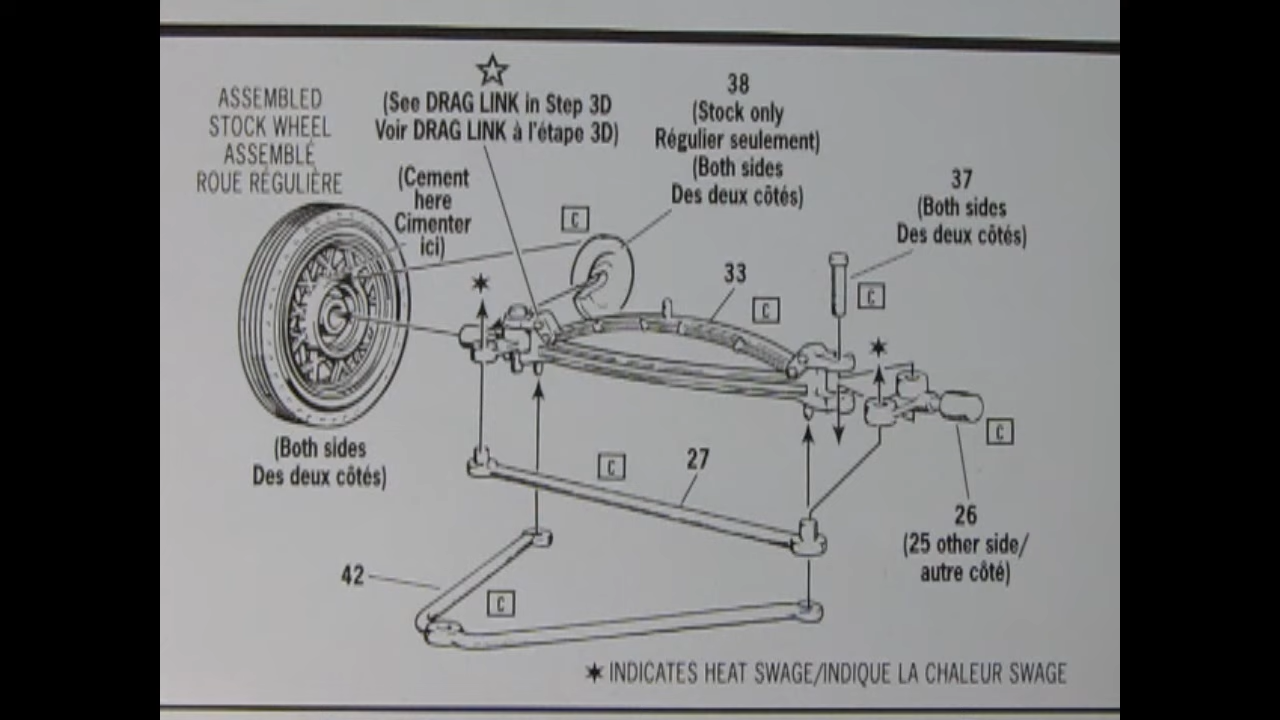 ASSEMBLED
STOCK WHEEL
ASSEMBLÉ
ROUE RÉGULIÈRE
☆
(See DRAG LINK in Step 3D
Voir DRAG LINK à l'étape 3D)
(Cement
here
Cimenter
ici)
38
(Stock only
Régulier seulement)
(Both sides
Des deux côtés)
37
(Both sides
Des deux côtés)
C
33
C
C
(Both sides
Des deux côtés)
C
27
C
26
(25 other side/
autre côté)
42
C
✶ INDICATES HEAT SWAGE/INDIQUE LA CHALEUR SWAGE